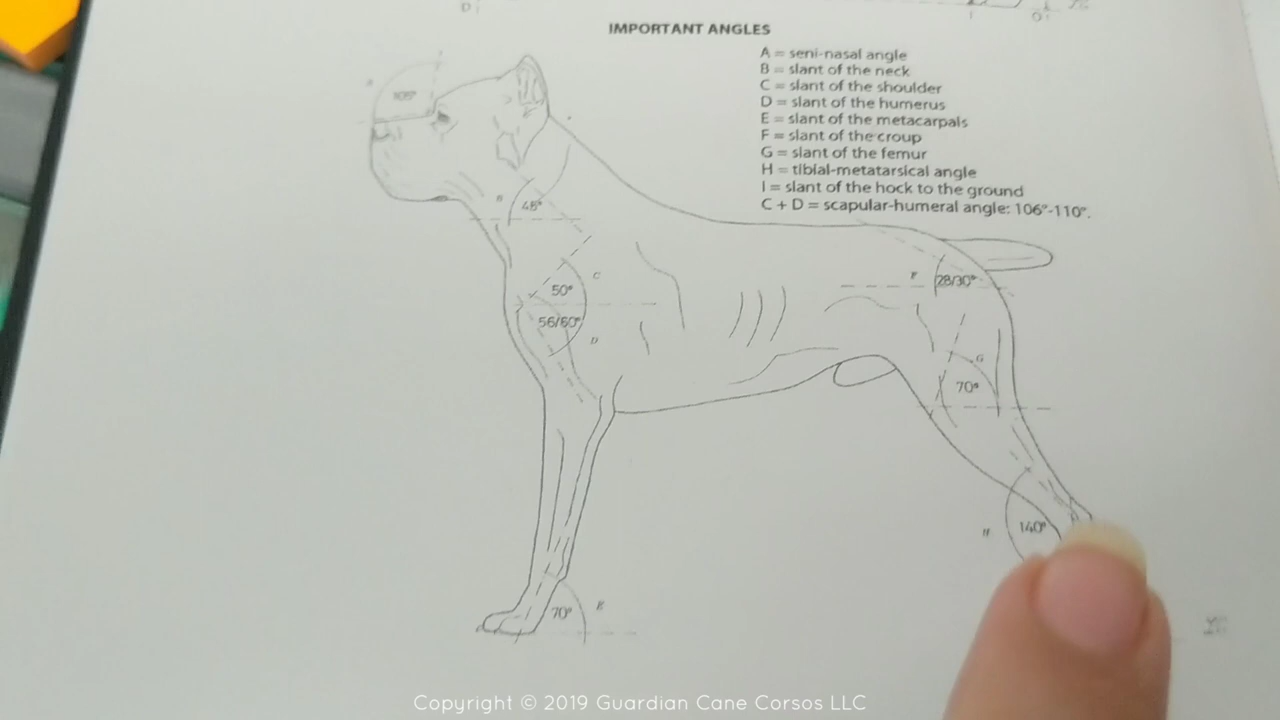 IMPORTANT ANGLES
A = seni-nasal angle
B = slant of the neck
C = slant of the shoulder
D = slant of the humerus
E = slant of the metacarpals
F = slant of the croup
G = slant of the femur
H = tibial-metatarsical angle
I = slant of the hock to the ground
C + D = scapular-humeral angle: 106°-110°.
A
105°
B
48°
C
50°
56/60°
D
F
28/30°
G
70°
H
140°
70°
E
Copyright © 2019 Guardian Cane Corsos LLC